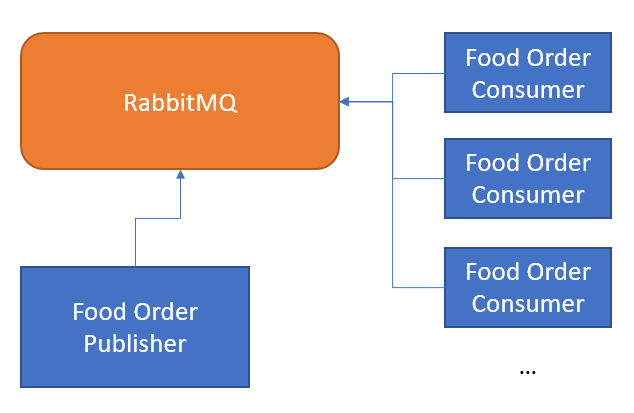 RabbitMQ
Food Order
Consumer
Food Order
Consumer
Food Order
Consumer
...
Food Order
Publisher